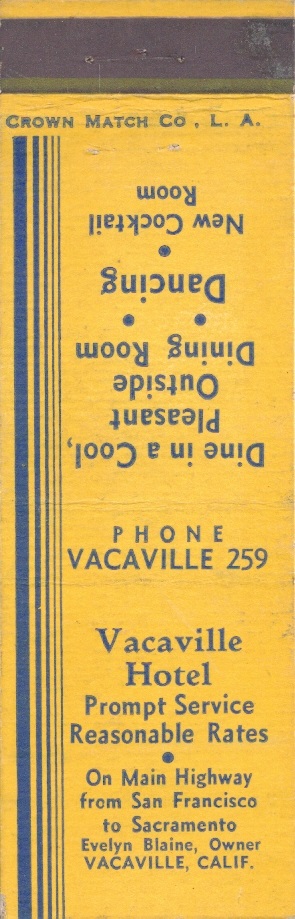 CROWN MATCH CO., L. A.
Dine in a Cool,
Pleasant
Outside
Dining Room
Dancing
New Cocktail
Room
PHONE
VACAVILLE 259
Vacaville
Hotel
Prompt Service
Reasonable Rates
On Main Highway
from San Francisco
to Sacramento
Evelyn Blaine, Owner
VACAVILLE, CALIF.